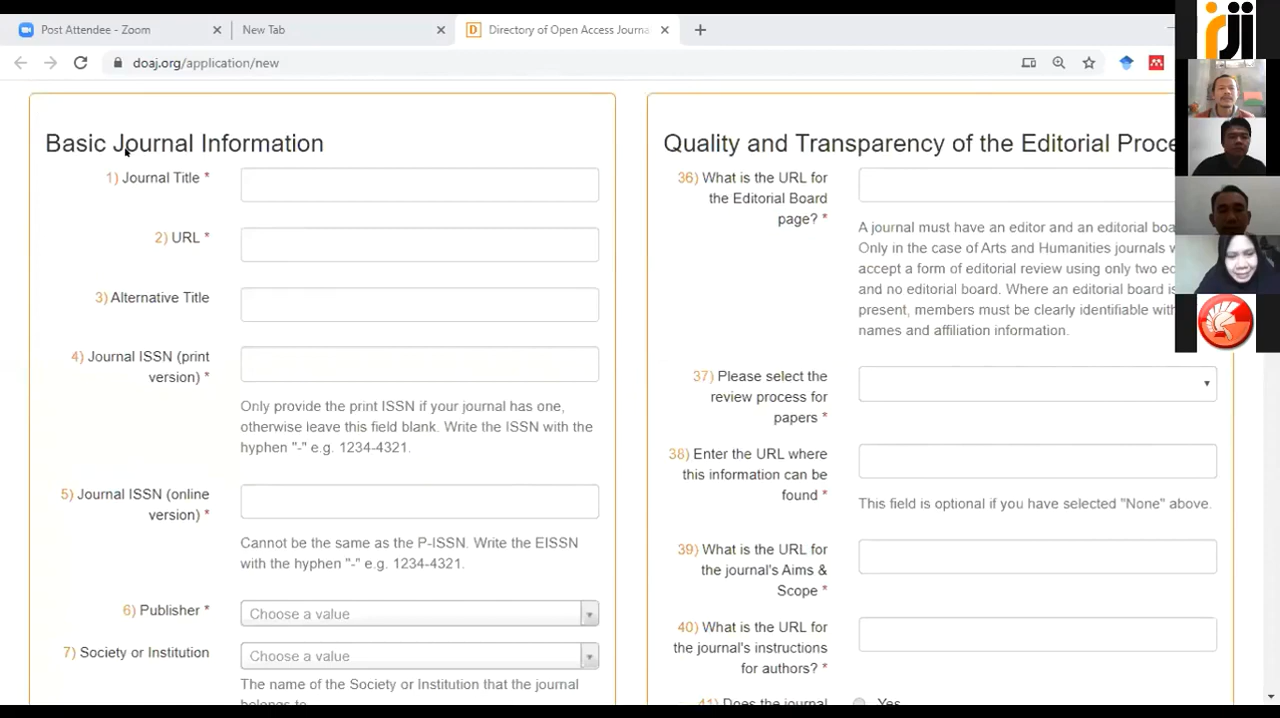 Post Attendee - Zoom
New Tab
Directory of Open Access Journa
doaj.org/application/new
Basic Journal Information
1) Journal Title *
2) URL *
3) Alternative Title
4) Journal ISSN (print
version) *
Only provide the print ISSN if your journal has one,
otherwise leave this field blank. Write the ISSN with the
hyphen "-" e.g. 1234-4321.
5) Journal ISSN (online
version) *
Cannot be the same as the P-ISSN. Write the EISSN
with the hyphen "-" e.g. 1234-4321.
6) Publisher *
Choose a value
7) Society or Institution
Choose a value
The name of the Society or Institution that the journal
belongs to
Quality and Transparency of the Editorial Proce
36) What is the URL for
the Editorial Board
page? *
A journal must have an editor and an editorial boa
Only in the case of Arts and Humanities journals w
accept a form of editorial review using only two ed
and no editorial board. Where an editorial board is
present, members must be clearly identifiable with
names and affiliation information.
37) Please select the
review process for
papers *
38) Enter the URL where
this information can be
found *
This field is optional if you have selected "None" above.
39) What is the URL for
the journal's Aims &
Scope *
40) What is the URL for
the journal's instructions
for authors? *
41) Does the journal
Yes
rji